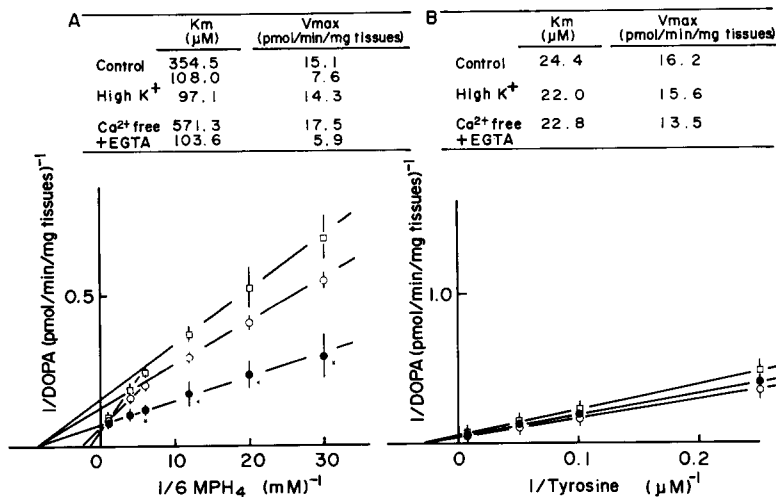 A
Km
(μM)
Vmax
(pmol/min/mg tissues)
Control 354.5 15.1
108.0 7.6
High K+ 97.1 14.3
Ca2+ free 571.3 17.5
+EGTA 103.6 5.9
1/DOPA (pmol/min/mg tissues)-1
0.5
0 10 20 30
1/6 MPH4 (mM)-1
B
Km
(μM)
Vmax
(pmol/min/mg tissues)
Control 24.4 16.2
High K+ 22.0 15.6
Ca2+ free 22.8 13.5
+EGTA
1/DOPA (pmol/min/mg tissues)-1
1.0
0 0.1 0.2
1/Tyrosine (μM)-1